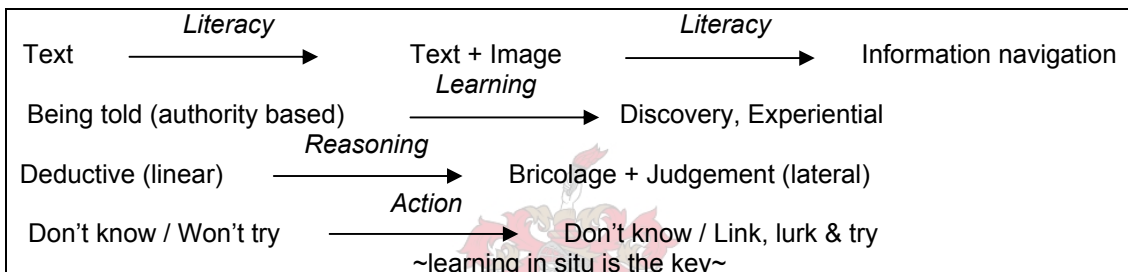 Literacy Literacy
Text Text + Image Information navigation
Learning
Being told (authority based) Discovery, Experiential
Reasoning
Deductive (linear) Bricolage + Judgement (lateral)
Action
Don’t know / Won’t try Don’t know / Link, lurk & try
~learning in situ is the key~